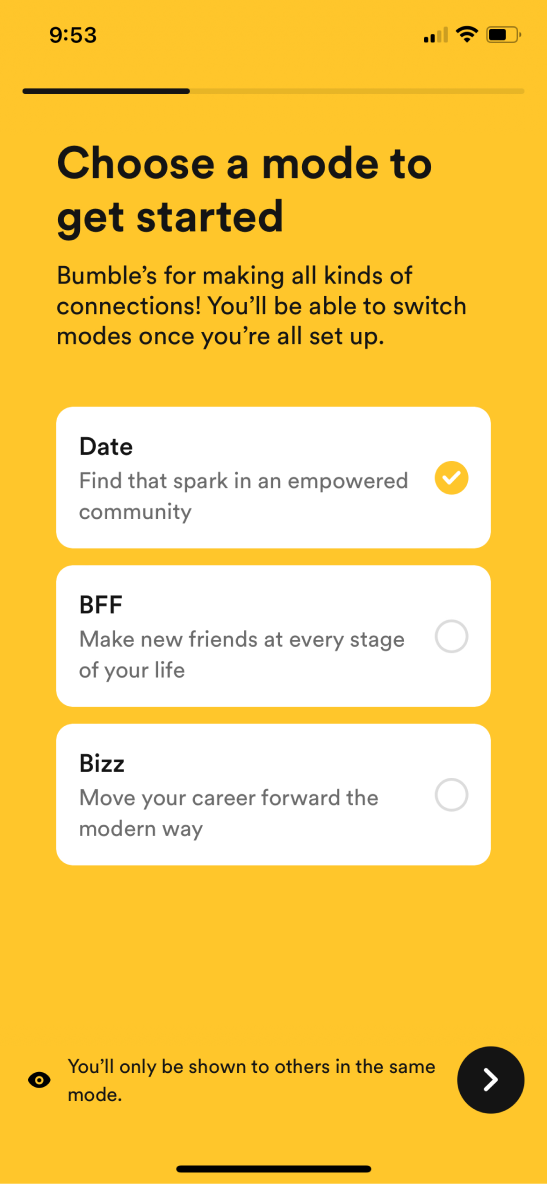 9:53
Choose a mode to
get started
Bumble’s for making all kinds of
connections! You’ll be able to switch
modes once you’re all set up.
Date
Find that spark in an empowered
community
BFF
Make new friends at every stage
of your life
Bizz
Move your career forward the
modern way
You’ll only be shown to others in the same
mode.